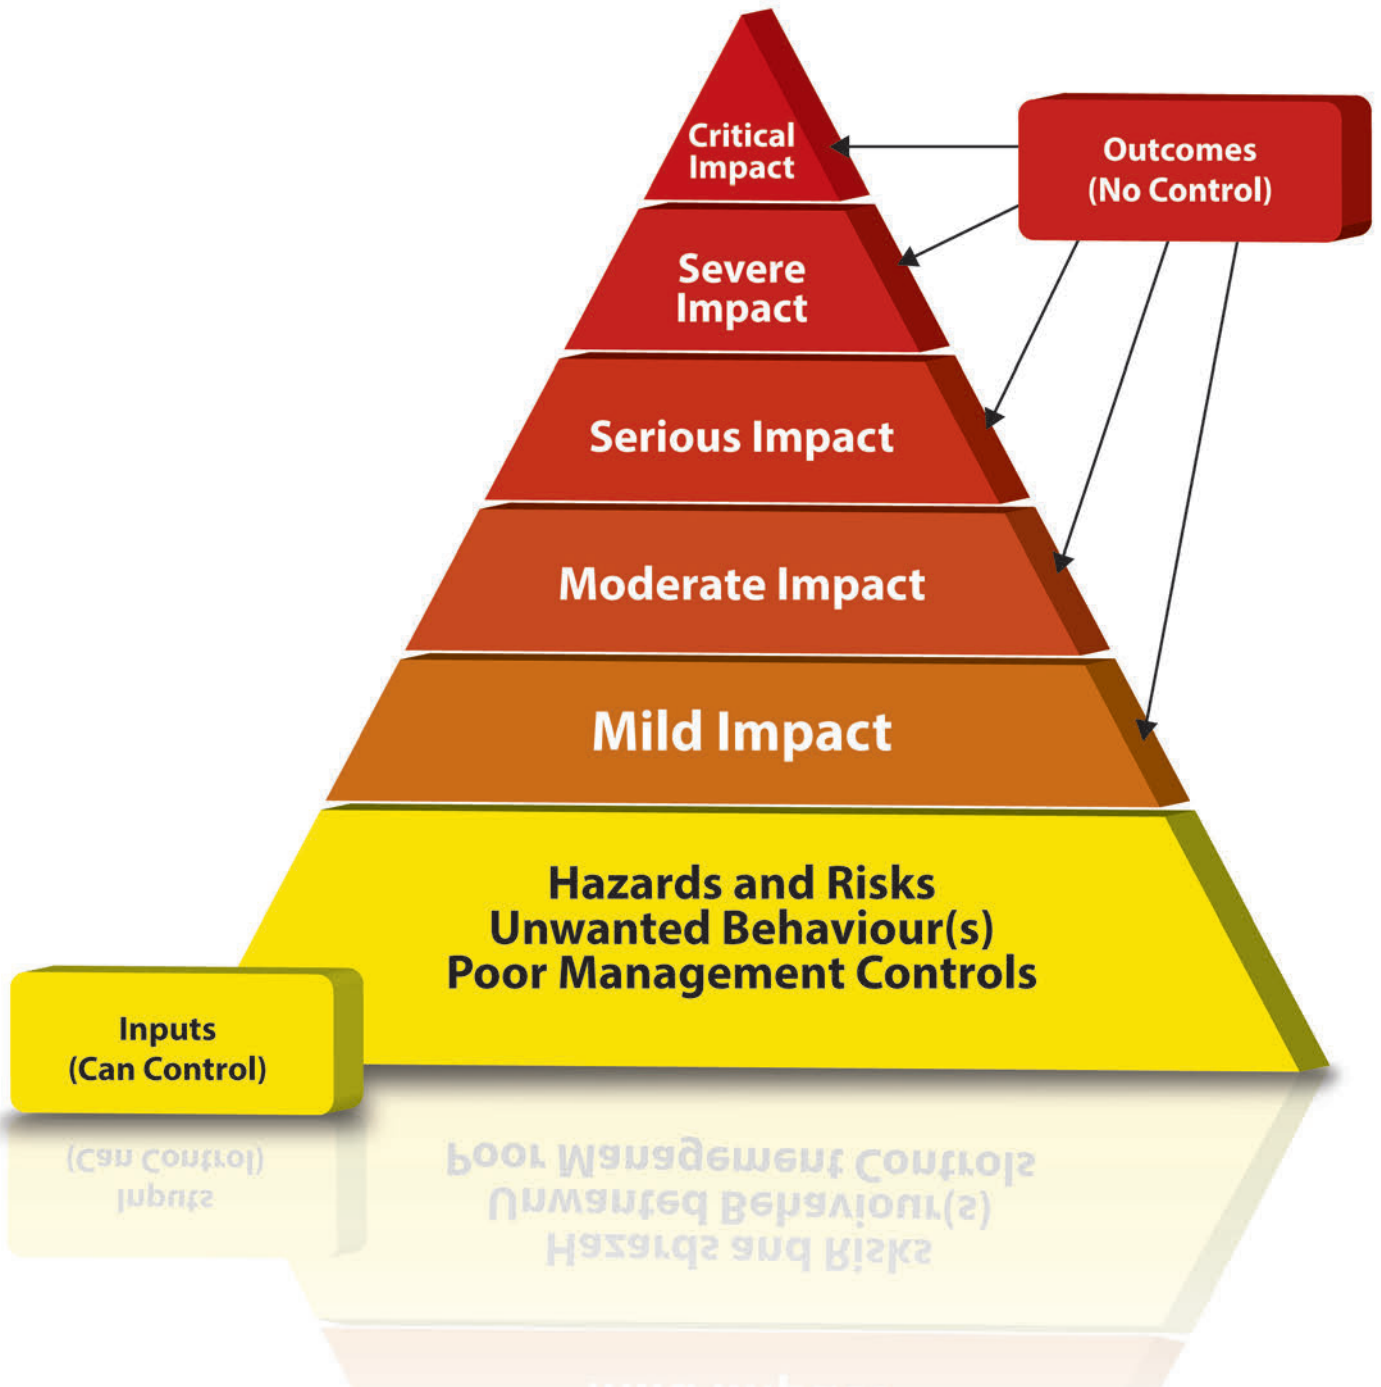 Critical
Impact
Outcomes
(No Control)
Severe
Impact
Serious Impact
Moderate Impact
Mild Impact
Hazards and Risks
Unwanted Behaviour(s)
Poor Management Controls
Inputs
(Can Control)